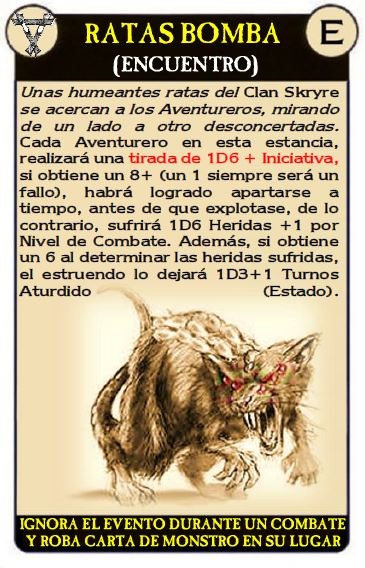 RATAS BOMBA
E
(ENCUENTRO)
Unas humeantes ratas del Clan Skryre
se acercan a los Aventureros, mirando
de un lado a otro desconcertadas.
Cada Aventurero en esta estancia,
realizará una tirada de 1D6 + Iniciativa,
si obtiene un 8+ (un 1 siempre será un
fallo), habrá logrado apartarse a
tiempo, antes de que explotase, de lo
contrario, sufrirá 1D6 Heridas +1 por
Nivel de Combate. Además, si obtiene
un 6 al determinar las heridas sufridas,
el estruendo lo dejará 1D3+1 Turnos
Aturdido (Estado).
IGNORA EL EVENTO DURANTE UN COMBATE
Y ROBA CARTA DE MONSTRO EN SU LUGAR